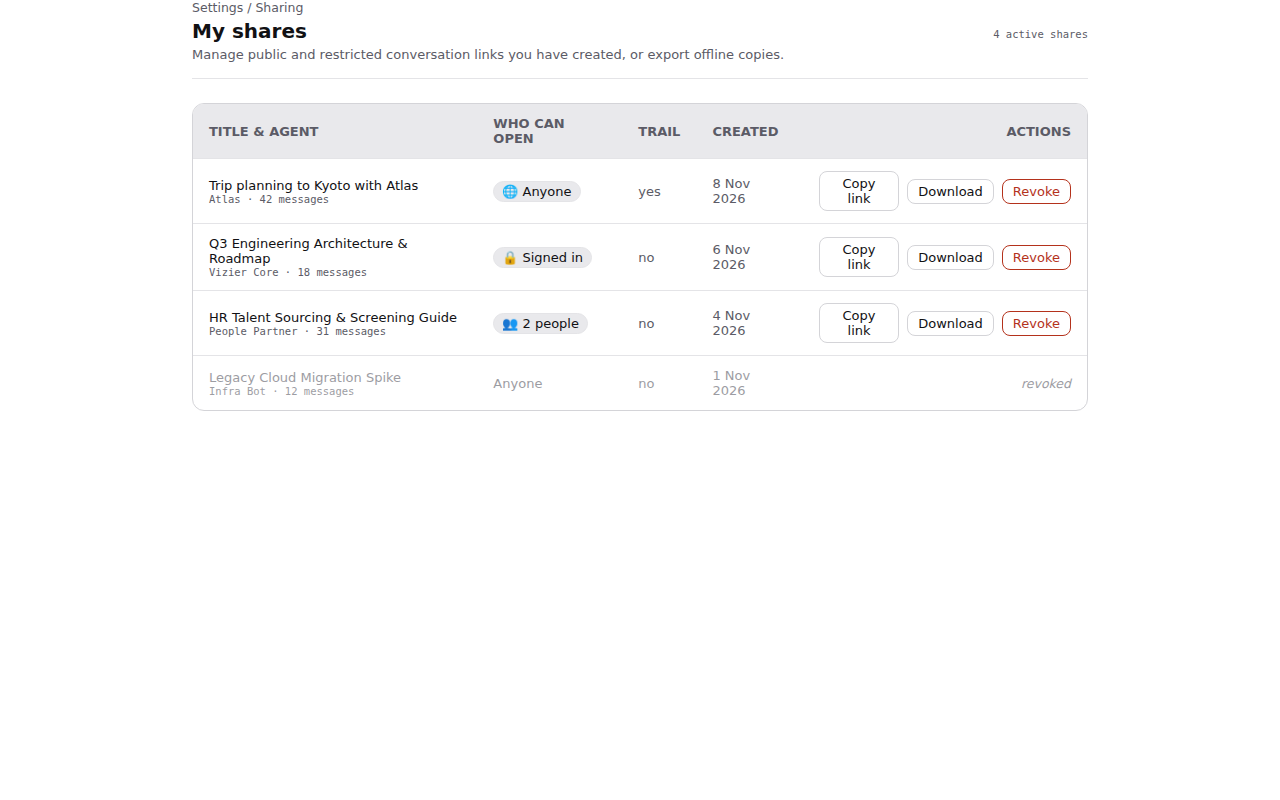 Settings / Sharing
My shares
4 active shares
Manage public and restricted conversation links you have created, or export offline copies.
TITLE & AGENT
WHO CAN
OPEN
TRAIL
CREATED
ACTIONS
Trip planning to Kyoto with Atlas
Atlas · 42 messages
🌐 Anyone
yes
8 Nov
2026
Copy
link
Download
Revoke
Q3 Engineering Architecture &
Roadmap
Vizier Core · 18 messages
🔒 Signed in
no
6 Nov
2026
Copy
link
Download
Revoke
HR Talent Sourcing & Screening Guide
People Partner · 31 messages
👥 2 people
no
4 Nov
2026
Copy
link
Download
Revoke
Legacy Cloud Migration Spike
Infra Bot · 12 messages
Anyone
no
1 Nov
2026
revoked